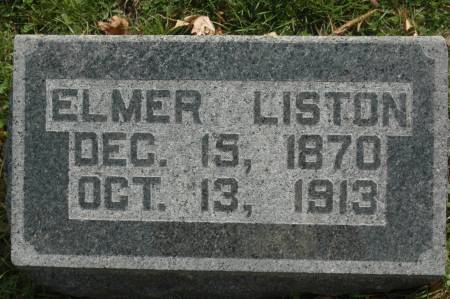 ELMER LISTON
DEC. 15, 1870
OCT. 13, 1913